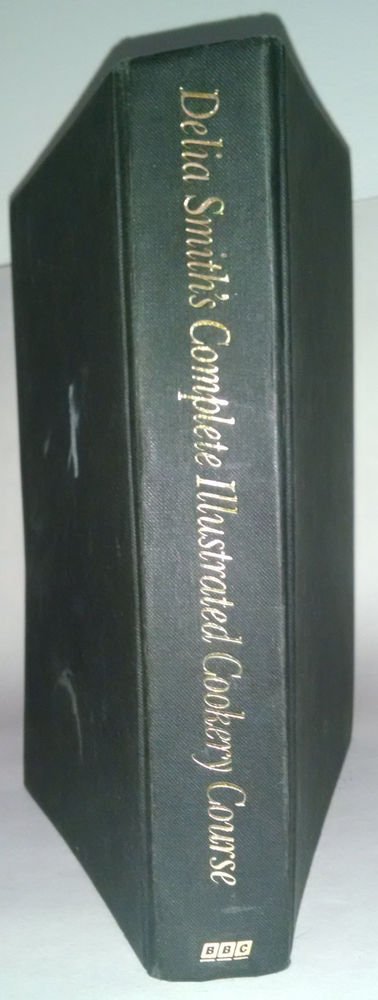 Delia Smith's Complete Illustrated Cookery Course
BBC